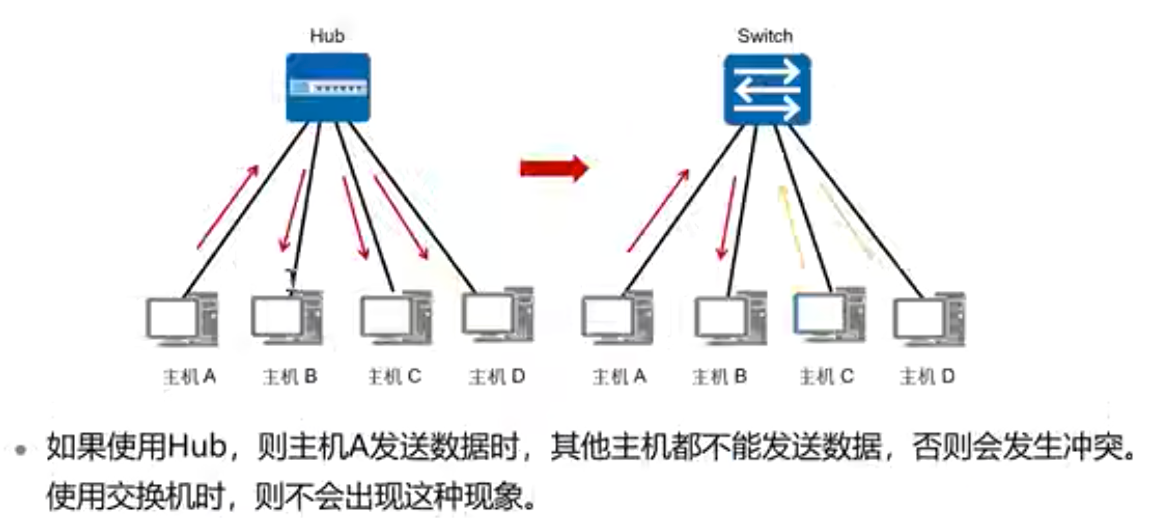 Hub
Switch
主机 A
主机 B
主机 C
主机 D
主机 A
主机 B
主机 C
主机 D
如果使用Hub，则主机A发送数据时，其他主机都不能发送数据，否则会发生冲突。
使用交换机时，则不会出现这种现象。